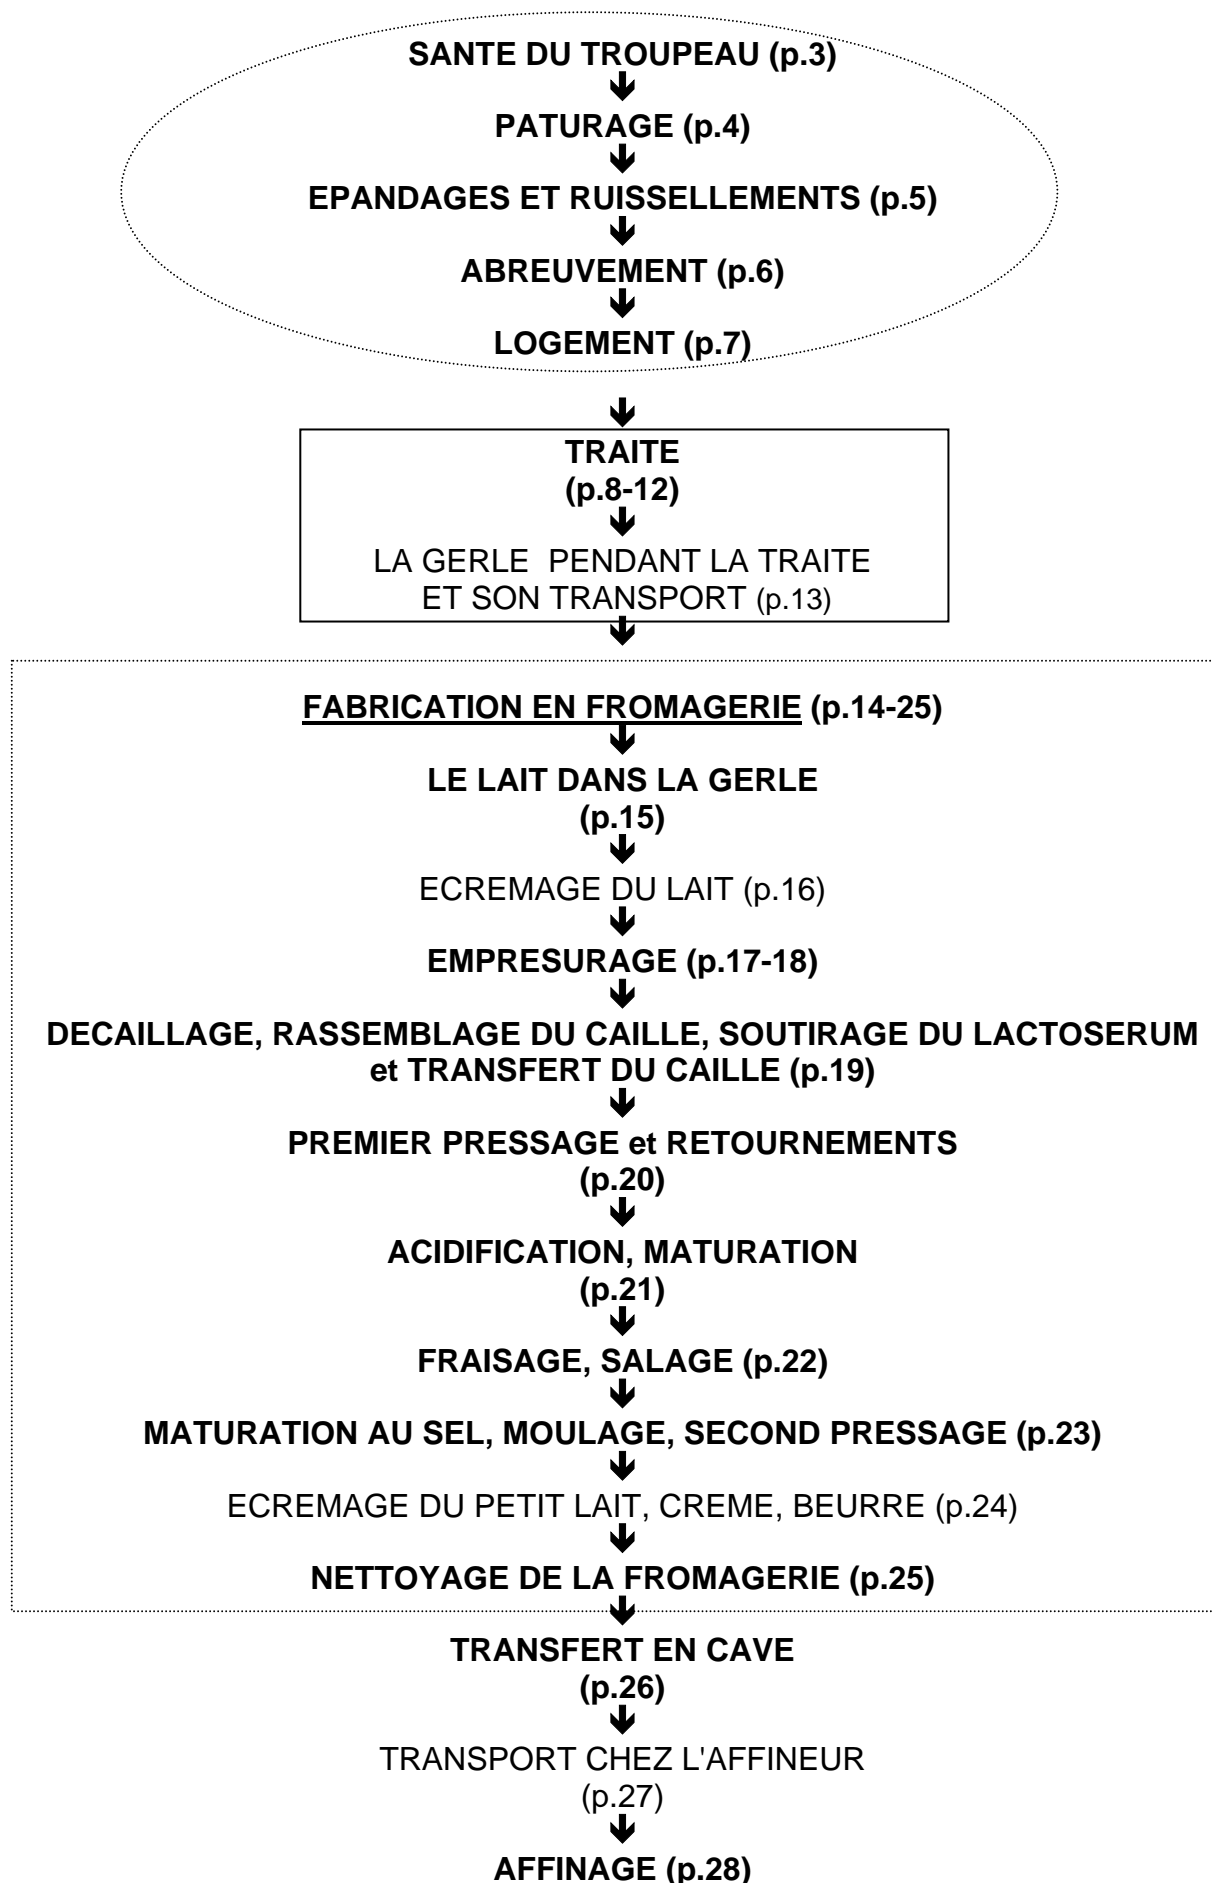 SANTE DU TROUPEAU (p.3)
PATURAGE (p.4)
EPANDAGES ET RUISSELLEMENTS (p.5)
ABREUVEMENT (p.6)
LOGEMENT (p.7)
TRAITE
(p.8-12)
LA GERLE PENDANT LA TRAITE
ET SON TRANSPORT (p.13)
FABRICATION EN FROMAGERIE (p.14-25)
LE LAIT DANS LA GERLE
(p.15)
ECREMAGE DU LAIT (p.16)
EMPRESURAGE (p.17-18)
DECAILLAGE, RASSEMBLAGE DU CAILLE, SOUTIRAGE DU LACTOSERUM
et TRANSFERT DU CAILLE (p.19)
PREMIER PRESSAGE et RETOURNEMENTS
(p.20)
ACIDIFICATION, MATURATION
(p.21)
FRAISAGE, SALAGE (p.22)
MATURATION AU SEL, MOULAGE, SECOND PRESSAGE (p.23)
ECREMAGE DU PETIT LAIT, CREME, BEURRE (p.24)
NETTOYAGE DE LA FROMAGERIE (p.25)
TRANSFERT EN CAVE
(p.26)
TRANSPORT CHEZ L'AFFINEUR
(p.27)
AFFINAGE (p.28)